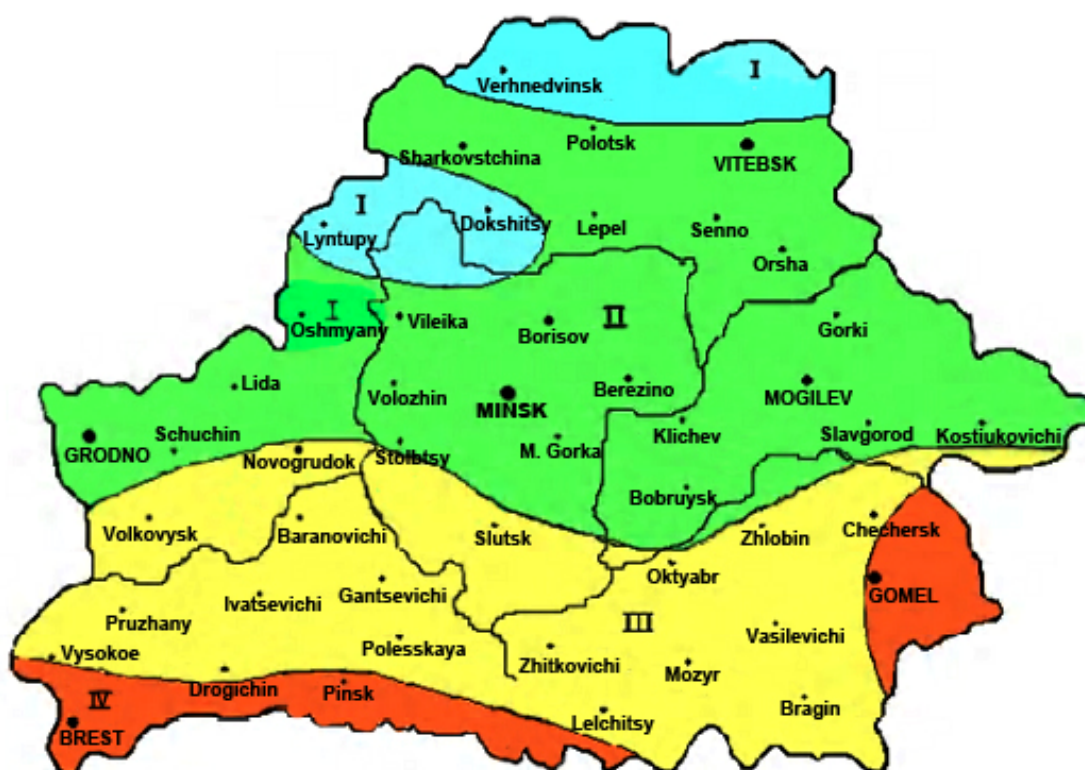 I
Verhnedvinsk
Polotsk
Sharkovstchina
VITEBSK
I
Dokshitsy
Lyntupy
Lepel
Senno
Orsha
I
Oshmyany
Vileika
Borisov
II
Gorki
Lida
Volozhin
MINSK
Berezino
MOGILEV
Schuchin
GRODNO
Novogrudok
Stolbtsy
M. Gorka
Klichev
Slavgorod
Kostiukovichi
Bobruysk
Volkovysk
Baranovichi
Slutsk
Zhlobin
Chechersk
Oktyabr
Ivatsevichi
Gantsevichi
GOMEL
Pruzhany
III
Vasilevichi
Vysokoe
Polesskaya
Zhitkovichi
Mozyr
IV
Drogichin
Pinsk
Lelchitsy
Bragin
BREST